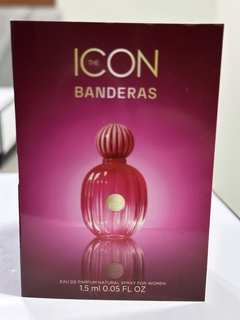 THE
ICON
BANDERAS
EAU DE PARFUM NATURAL SPRAY FOR WOMEN
1.5 ml 0.05 FL OZ